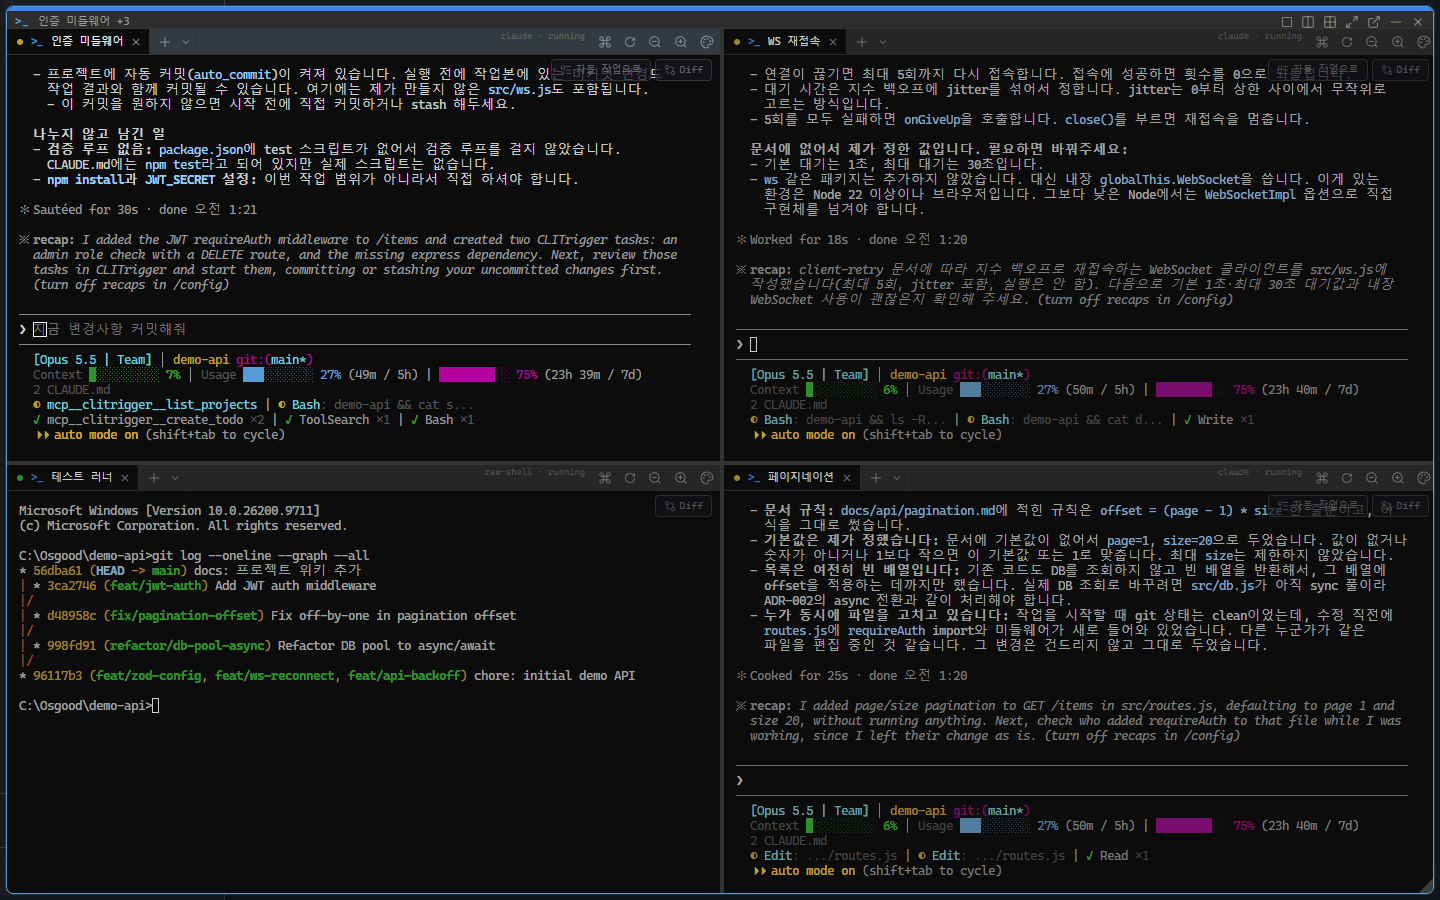 >_ 인증 미들웨어 +3
>_ 인증 미들웨어 ×
claude · running
- 프로젝트에 자동 커밋(auto_commit)이 켜져 있습니다. 실행 전에 작업본에 있
자동 작업으로
Diff
작업 결과와 함께 커밋될 수 있습니다. 여기에는 제가 만들지 않은 src/ws.js도 포함됩니다.
- 이 커밋을 원하지 않으면 시작 전에 직접 커밋하거나 stash 해두세요.
나누지 않고 남긴 일
- 검증 루프 없음: package.json에 test 스크립트가 없어서 검증 루프를 걸지 않았습니다.
CLAUDE.md에는 npm test라고 되어 있지만 실제 스크립트는 없습니다.
- npm install과 JWT_SECRET 설정: 이번 작업 범위가 아니라서 직접 하셔야 합니다.
✻ Sautéed for 30s · done 오전 1:21
※ recap: I added the JWT requireAuth middleware to /items and created two CLITrigger tasks: an
admin role check with a DELETE route, and the missing express dependency. Next, review those
tasks in CLITrigger and start them, committing or stashing your uncommitted changes first.
(turn off recaps in /config)
❯ 지금 변경사항 커밋해줘
[Opus 5.5 | Team] │ demo-api git:(main*)
Context 7% │ Usage 27% (49m / 5h) | 75% (23h 39m / 7d)
2 CLAUDE.md
◐ mcp__clitrigger__list_projects | ◐ Bash: demo-api && cat s...
✓ mcp__clitrigger__create_todo ×2 | ✓ ToolSearch ×1 | ✓ Bash ×1
⏵⏵ auto mode on (shift+tab to cycle)
>_ WS 재접속 ×
claude · running
- 연결이 끊기면 최대 5회까지 다시 접속합니다. 접속에 성공하면 횟수를 0으로
자동 작업으로
Diff
- 대기 시간은 지수 백오프에 jitter를 섞어서 정합니다. jitter는 0부터 상한 사이에서 무작위로
고르는 방식입니다.
- 5회를 모두 실패하면 onGiveUp을 호출합니다. close()를 부르면 재접속을 멈춥니다.
문서에 없어서 제가 정한 값입니다. 필요하면 바꿔주세요:
- 기본 대기는 1초, 최대 대기는 30초입니다.
- ws 같은 패키지는 추가하지 않았습니다. 대신 내장 globalThis.WebSocket을 씁니다. 이게 있는
환경은 Node 22 이상이나 브라우저입니다. 그보다 낮은 Node에서는 WebSocketImpl 옵션으로 직접
구현체를 넘겨야 합니다.
✻ Worked for 18s · done 오전 1:20
※ recap: client-retry 문서에 따라 지수 백오프로 재접속하는 WebSocket 클라이언트를 src/ws.js에
작성했습니다(최대 5회, jitter 포함, 실행은 안 함). 다음으로 기본 1초·최대 30초 대기값과 내장
WebSocket 사용이 괜찮은지 확인해 주세요. (turn off recaps in /config)
❯
[Opus 5.5 | Team] │ demo-api git:(main*)
Context 6% │ Usage 27% (50m / 5h) | 75% (23h 40m / 7d)
2 CLAUDE.md
◐ Bash: demo-api && ls -R... | ◐ Bash: demo-api && cat d... | ✓ Write ×1
⏵⏵ auto mode on (shift+tab to cycle)
>_ 테스트 러너 ×
raw-shell · running
Diff
Microsoft Windows [Version 10.0.26200.9711]
(c) Microsoft Corporation. All rights reserved.
C:\Osgood\demo-api>git log --oneline --graph --all
* 56dba61 (HEAD -> main) docs: 프로젝트 위키 추가
| * 3ca2746 (feat/jwt-auth) Add JWT auth middleware
|/
* d48958c (fix/pagination-offset) Fix off-by-one in pagination offset
|/
| * 998fd91 (refactor/db-pool-async) Refactor DB pool to async/await
|/
* 96117b3 (feat/zod-config, feat/ws-reconnect, feat/api-backoff) chore: initial demo API
C:\Osgood\demo-api>
>_ 페이지네이션 ×
claude · running
- 문서 규칙: docs/api/pagination.md에 적힌 규칙은 offset = (page - 1) * size
자동 작업으로
Diff
식을 그대로 썼습니다.
- 기본값은 제가 정했습니다: 문서에 기본값이 없어서 page=1, size=20으로 두었습니다. 값이 없거나
숫자가 아니거나 1보다 작으면 이 기본값 또는 1로 맞춥니다. 최대 size는 제한하지 않았습니다.
- 목록은 여전히 빈 배열입니다: 기존 코드도 DB를 조회하지 않고 빈 배열을 반환해서, 그 배열에
offset을 적용하는 데까지만 했습니다. 실제 DB 조회로 바꾸려면 src/db.js가 아직 sync 풀이라
ADR-002의 async 전환과 같이 처리해야 합니다.
- 누가 동시에 파일을 고치고 있습니다: 작업을 시작할 때 git 상태는 clean이었는데, 수정 직전에
routes.js에 requireAuth import와 미들웨어가 새로 들어와 있었습니다. 다른 누군가가 같은
파일을 편집 중인 것 같습니다. 그 변경은 건드리지 않고 그대로 두었습니다.
✻ Cooked for 25s · done 오전 1:20
※ recap: I added page/size pagination to GET /items in src/routes.js, defaulting to page 1 and
size 20, without running anything. Next, check who added requireAuth to that file while I was
working, since I left their change as is. (turn off recaps in /config)
❯
[Opus 5.5 | Team] │ demo-api git:(main*)
Context 6% │ Usage 27% (50m / 5h) | 75% (23h 40m / 7d)
2 CLAUDE.md
◐ Edit: .../routes.js | ◐ Edit: .../routes.js | ✓ Read ×1
⏵⏵ auto mode on (shift+tab to cycle)